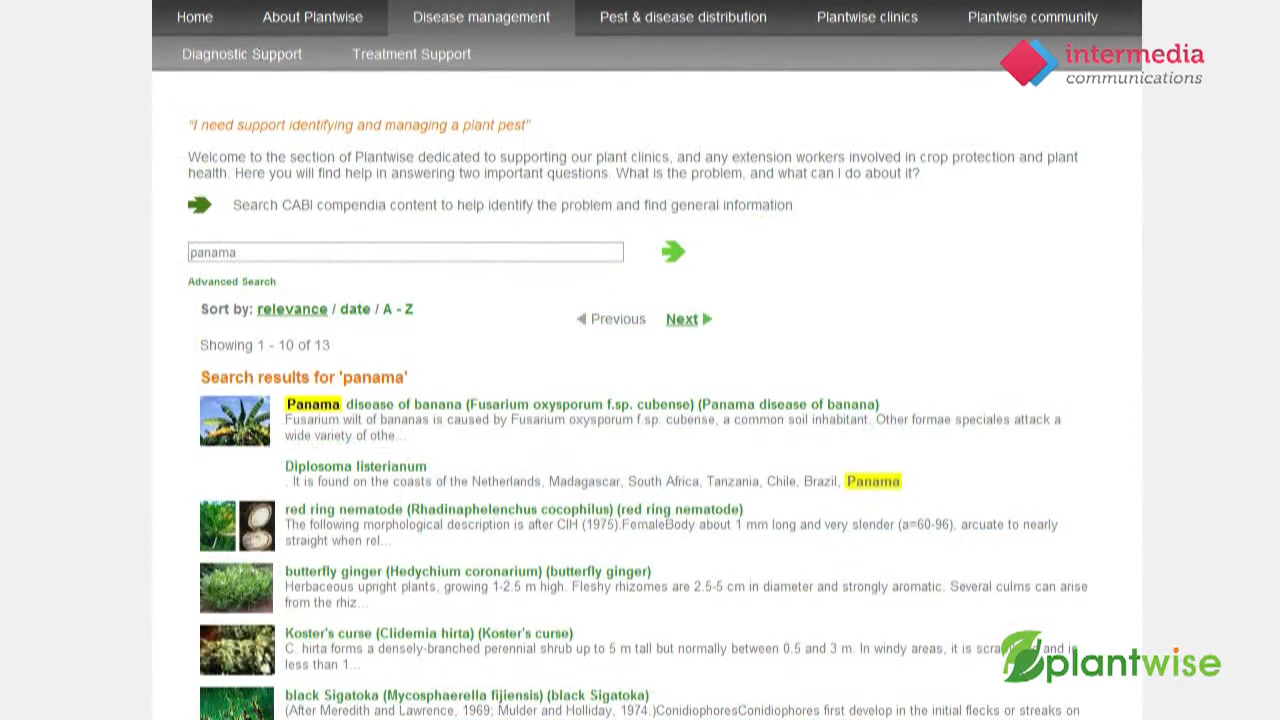 Home About Plantwise Disease management Pest & disease distribution Plantwise clinics Plantwise community
Diagnostic Support Treatment Support
intermedia
communications
"I need support identifying and managing a plant pest"
Welcome to the section of Plantwise dedicated to supporting our plant clinics, and any extension workers involved in crop protection and plant
health. Here you will find help in answering two important questions. What is the problem, and what can I do about it?
Search CABI compendia content to help identify the problem and find general information
panama
Advanced Search
Sort by: relevance / date / A - Z
Previous Next
Showing 1 - 10 of 13
Search results for 'panama'
Panama disease of banana (Fusarium oxysporum f.sp. cubense) (Panama disease of banana)
Fusarium wilt of bananas is caused by Fusarium oxysporum f.sp. cubense, a common soil inhabitant. Other formae speciales attack a
wide variety of othe...
Diplosoma listerianum
. It is found on the coasts of the Netherlands, Madagascar, South Africa, Tanzania, Chile, Brazil, Panama
red ring nematode (Rhadinaphelenchus cocophilus) (red ring nematode)
The following morphological description is after CIH (1975).FemaleBody about 1 mm long and very slender (a=60-96), arcuate to nearly
straight when rel...
butterfly ginger (Hedychium coronarium) (butterfly ginger)
Herbaceous upright plants, growing 1-2.5 m high. Fleshy rhizomes are 2.5-5 cm in diameter and strongly aromatic. Several culms can arise
from the rhiz...
Koster's curse (Clidemia hirta) (Koster's curse)
C. hirta forms a densely-branched perennial shrub up to 5 m tall but normally between 0.5 and 3 m. In windy areas, it is and is
less than 1...
plantwise
black Sigatoka (Mycosphaerella fijiensis) (black Sigatoka)
(After Meredith and Lawrence, 1969; Mulder and Holliday, 1974.)ConidiophoresConidiophores first develop in the initial flecks or streaks on